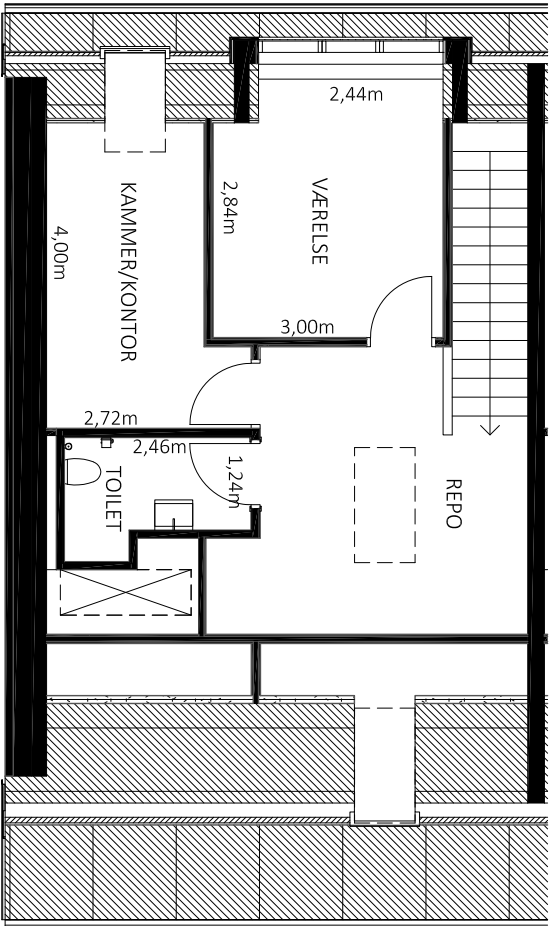 2,44m
KAMMER/KONTOR
2,84m
VÆRELSE
4,00m
3,00m
2,72m
2,46m
1,24m
TOILET
REPO